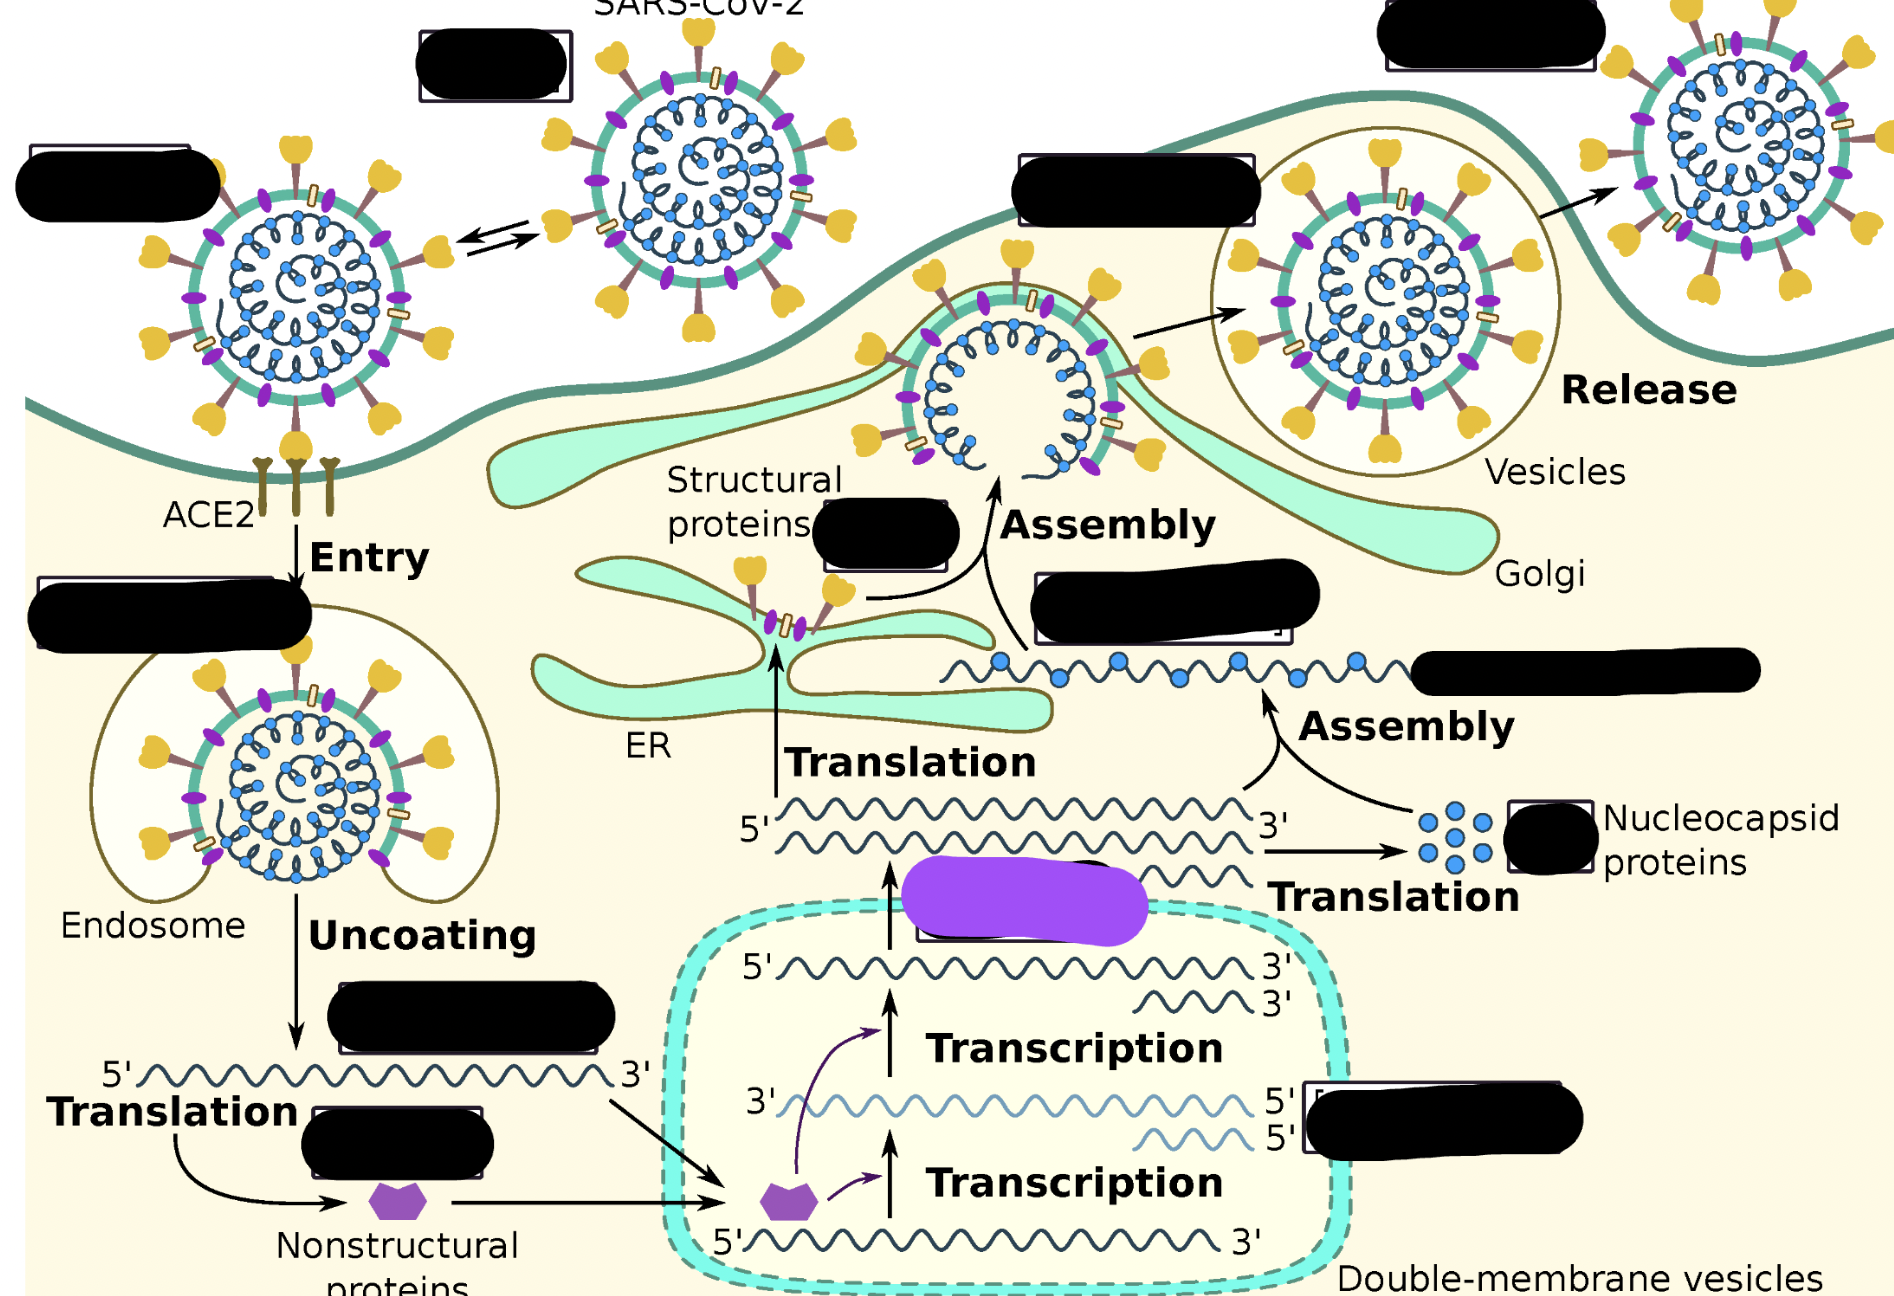 SARS-CoV-2
ACE2
Entry
Structural
proteins
Assembly
Release
Vesicles
Golgi
ER
Translation
Assembly
5'
3'
Nucleocapsid
proteins
Translation
Endosome
Uncoating
5'
3'
3'
Transcription
5'
3'
Translation
3'
5'
5'
Transcription
5'
3'
Nonstructural
proteins
Double-membrane vesicles